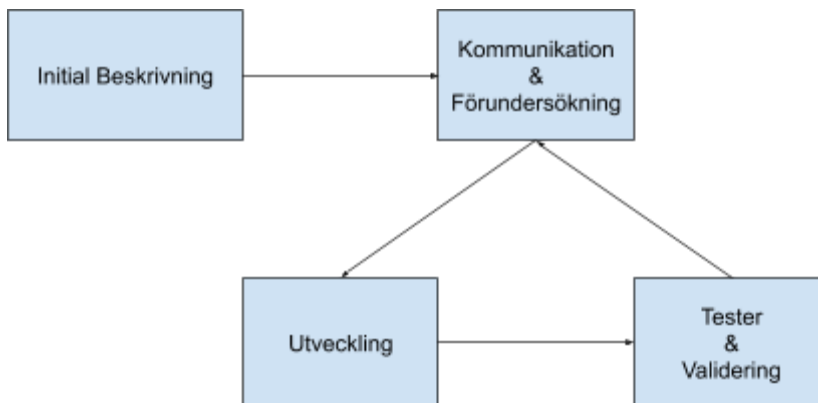 Initial Beskrivning
Kommunikation
&
Förundersökning
Utveckling
Tester
&
Validering